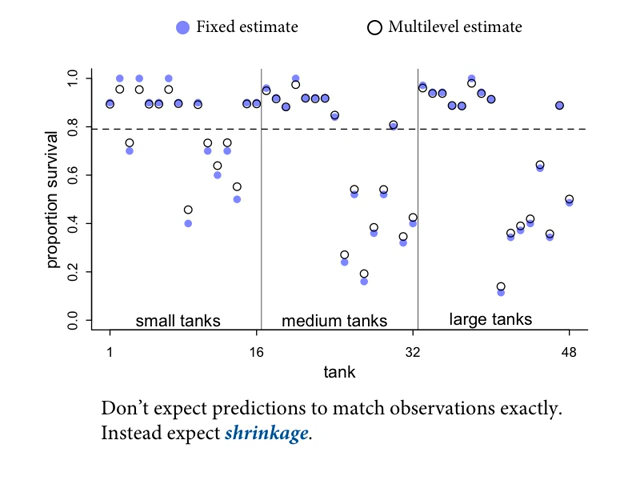 Fixed estimate
Multilevel estimate
proportion survival
1.0
0.8
0.6
0.4
0.2
0.0
small tanks
medium tanks
large tanks
1
16
32
48
tank
Don’t expect predictions to match observations exactly.
Instead expect shrinkage.